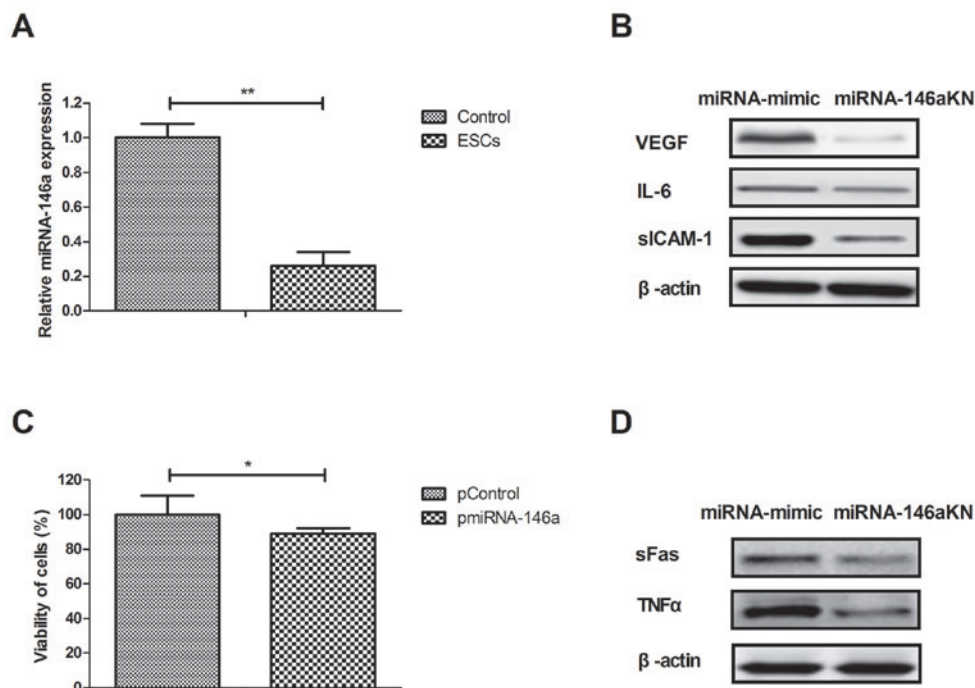 A
Relative miRNA-146a expression
1.2
1.0
0.8
0.6
0.4
0.2
0.0
**
Control
ESCs
B
miRNA-mimic miRNA-146aKN
VEGF
IL-6
sICAM-1
β -actin
C
Viability of cells (%)
120
100
80
60
40
20
0
*
pControl
pmiRNA-146a
D
miRNA-mimic miRNA-146aKN
sFas
TNFα
β -actin